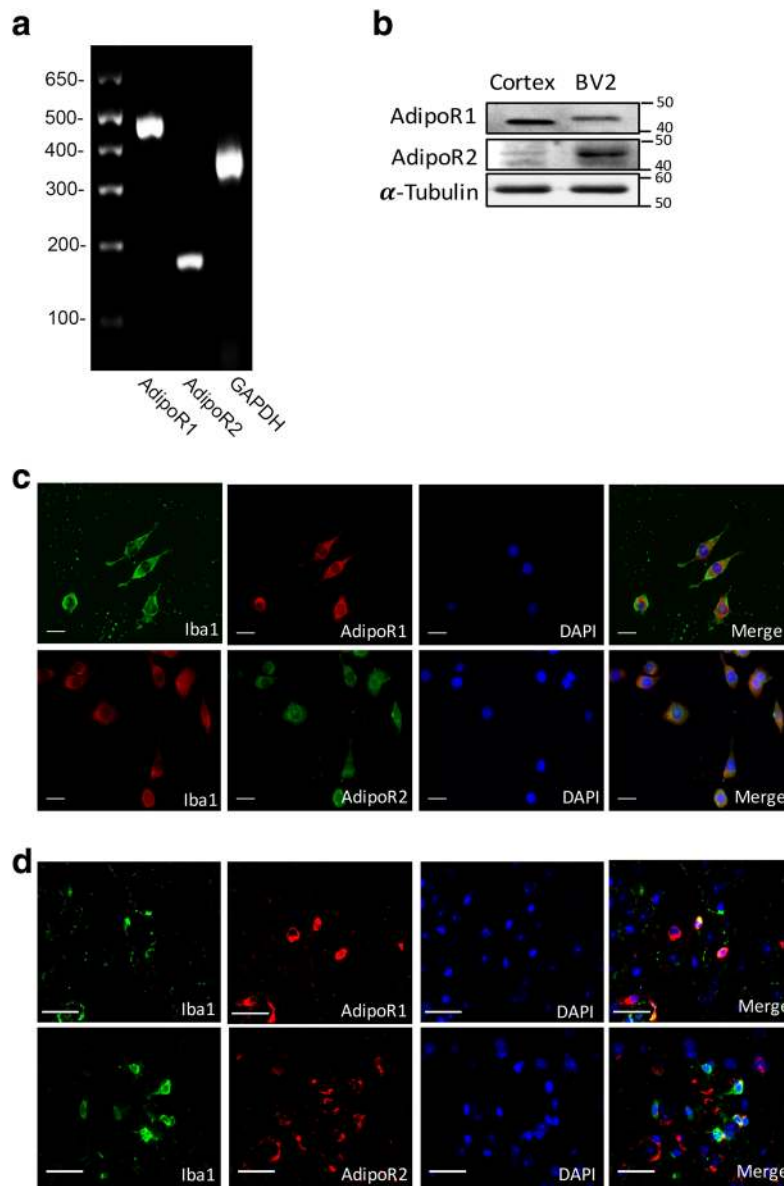 a
650-
500-
400-
300-
200-
100-
AdipoR1
AdipoR2
GAPDH
b
Cortex BV2
AdipoR1
50
40
AdipoR2
50
40
α-Tubulin
60
50
c
Iba1 AdipoR1 DAPI Merge
Iba1 AdipoR2 DAPI Merge
d
Iba1 AdipoR1 DAPI Merge
Iba1 AdipoR2 DAPI Merge